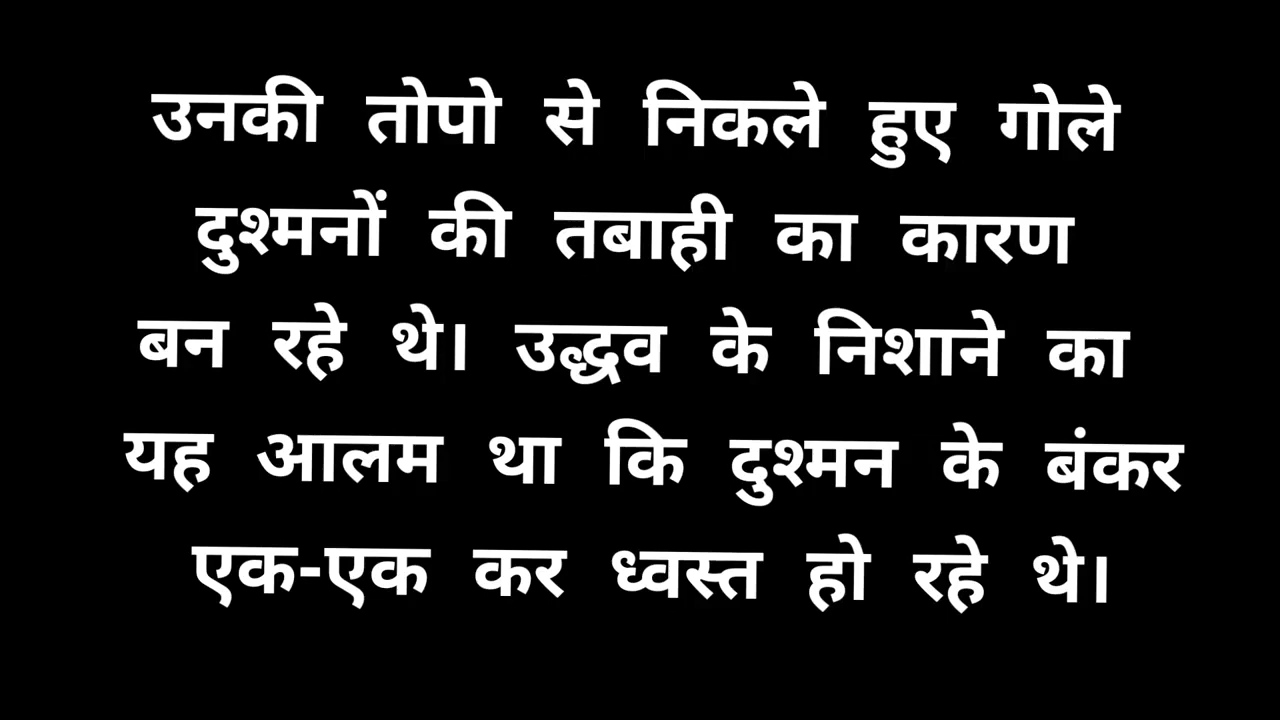 उनकी तोपो से निकले हुए गोले
दुश्मनों की तबाही का कारण
बन रहे थे। उद्धव के निशाने का
यह आलम था कि दुश्मन के बंकर
एक-एक कर ध्वस्त हो रहे थे।